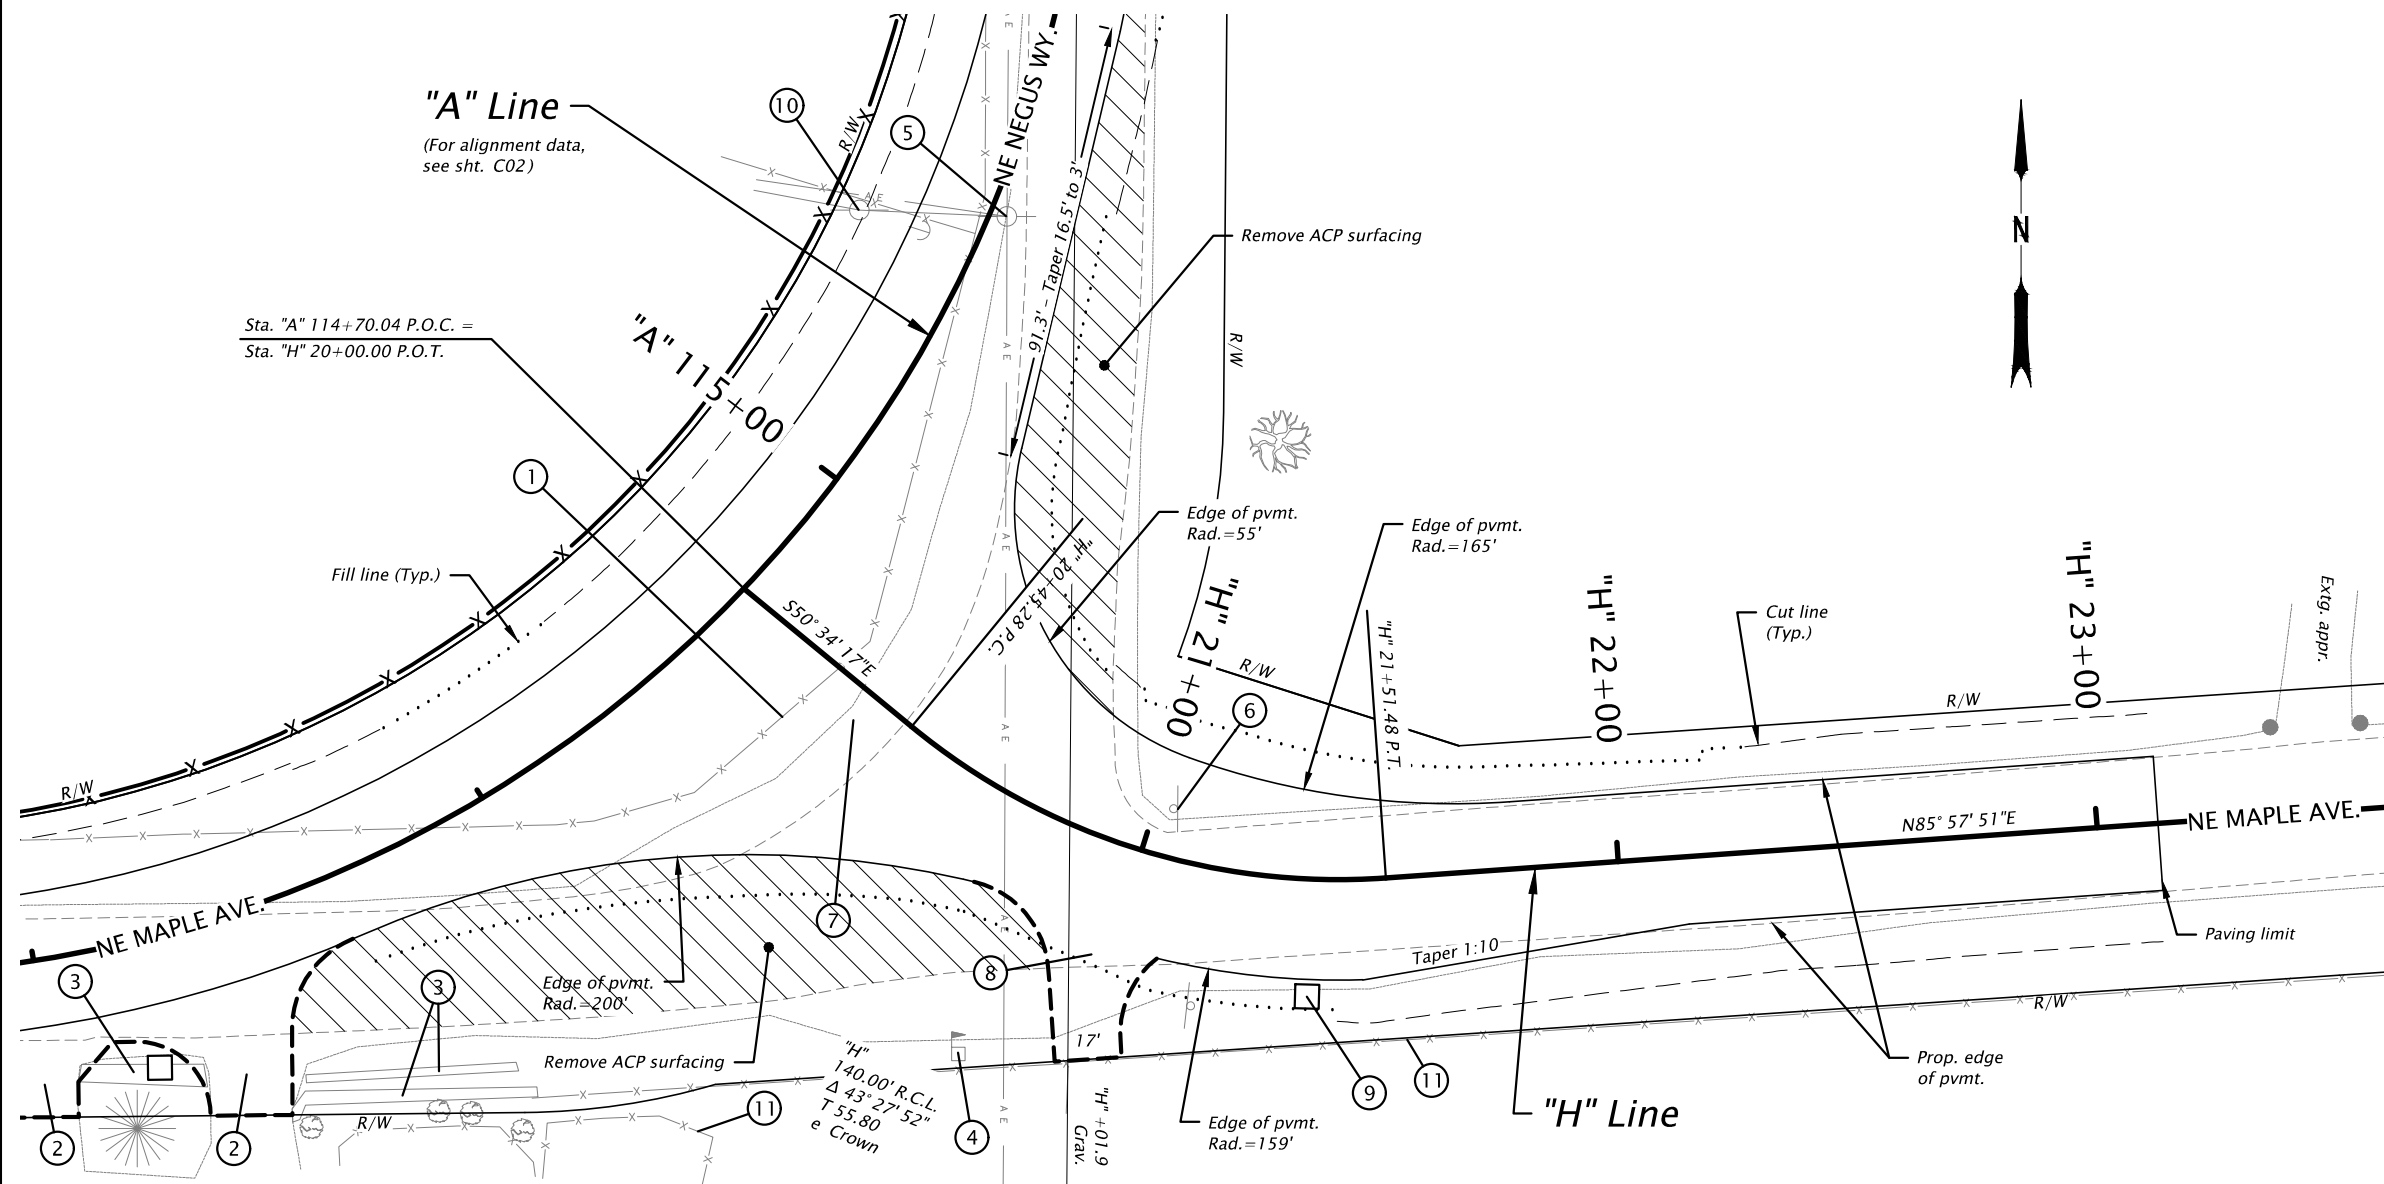 "A" Line
(For alignment data,
see sht. C02)
10
5
NE NEGUS WY.
R/W
A E
91.3' - Taper 16.5' to 3'
Remove ACP surfacing
N
Sta. "A" 114+70.04 P.O.C. =
Sta. "H" 20+00.00 P.O.T.
"A" 115+00
R/W
A E
1
Edge of pvmt.
Rad.=55'
Edge of pvmt.
Rad.=165'
Fill line (Typ.)
S50° 34' 17"E
"H" 20+45.28 P.C.
"H" 21+00
R/W
6
"H" 21+51.48 P.T.
"H" 22+00
Cut line
(Typ.)
"H" 23+00
Extg. appr.
R/W
R/W
A E
N85° 57' 51"E
NE MAPLE AVE.
NE MAPLE AVE.
7
8
3
3
Edge of pvmt.
Rad.=200'
Taper 1:10
Paving limit
9
R/W
17'
Remove ACP surfacing
"H"
140.00' R.C.L.
Δ 43° 27' 52"
T 55.80
e Crown
Prop. edge
of pvmt.
11
11
R/W
2
2
4
A E
"H" +01.9
Grav.
Edge of pvmt.
Rad.=159'
"H" Line